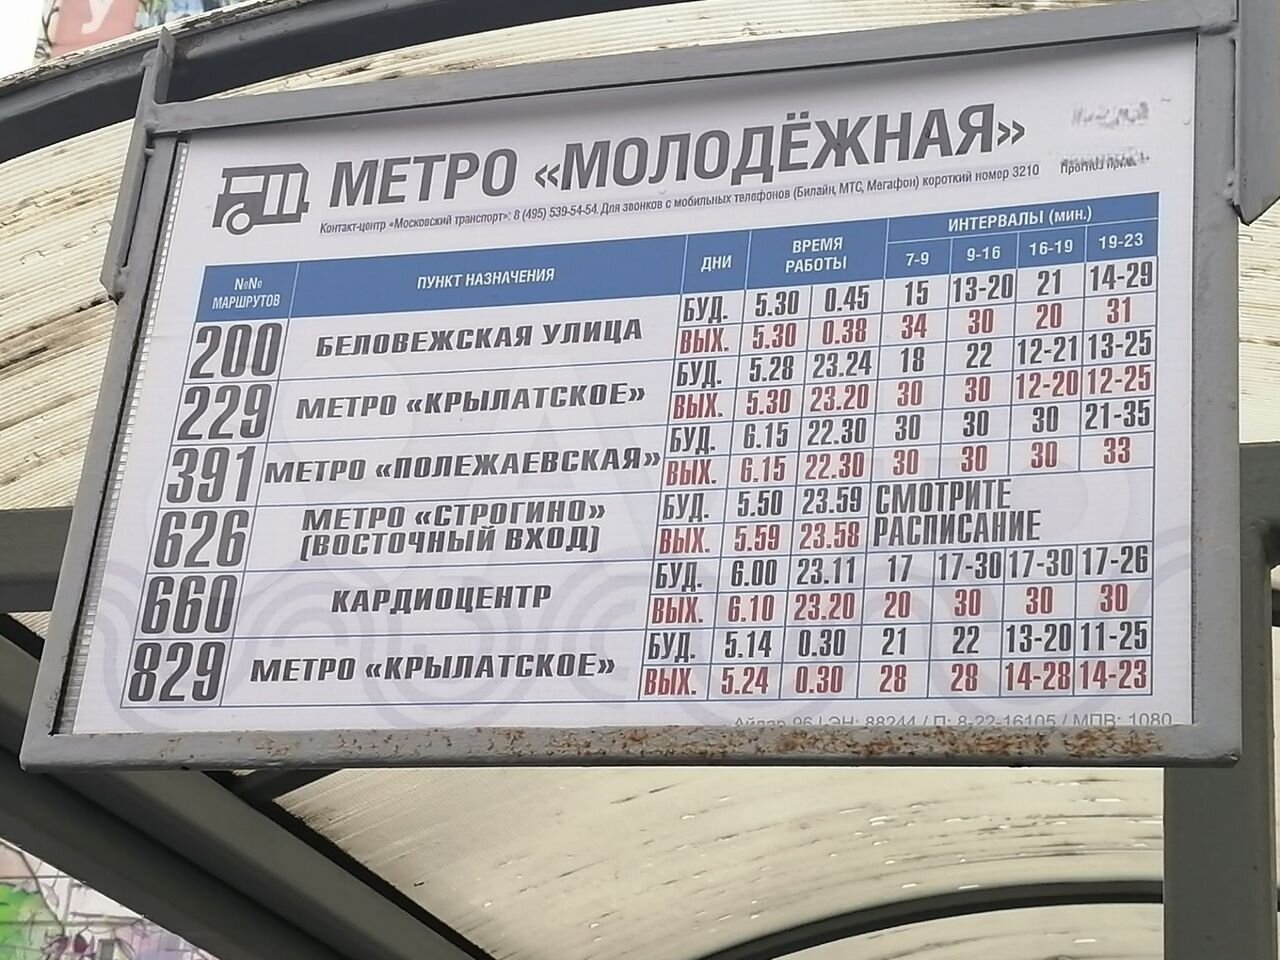 У
МЕТРО «МОЛОДЁЖНАЯ»
Контакт-центр «Московский транспорт»: 8 (495) 539-54-54. Для звонков с мобильных телефонов (Билайн, МТС, Мегафон) короткий номер 3210
№№ МАРШРУТОВ ПУНКТ НАЗНАЧЕНИЯ ДНИ ВРЕМЯ РАБОТЫ ИНТЕРВАЛЫ (мин.)
7-9 9-16 16-19 19-23
200 БЕЛОВЕЖСКАЯ УЛИЦА БУД. 5.30 0.45 15 13-20 21 14-29
ВЫХ. 5.30 0.38 34 30 20 31
229 МЕТРО «КРЫЛАТСКОЕ» БУД. 5.28 23.24 18 22 12-21 13-25
ВЫХ. 5.30 23.20 30 30 12-20 12-25
391 МЕТРО «ПОЛЕЖАЕВСКАЯ» БУД. 6.15 22.30 30 30 30 21-35
ВЫХ. 6.15 22.30 30 30 30 33
626 МЕТРО «СТРОГИНО» БУД. 5.50 23.59 СМОТРИТЕ
(ВОСТОЧНЫЙ ВХОД) ВЫХ. 5.59 23.58 РАСПИСАНИЕ
660 КАРДИОЦЕНТР БУД. 6.00 23.11 17 17-30 17-30 17-26
ВЫХ. 6.10 23.20 20 30 30 30
829 МЕТРО «КРЫЛАТСКОЕ» БУД. 5.14 0.30 21 22 13-20 11-25
ВЫХ. 5.24 0.30 28 28 14-28 14-23
Айдар 96 / ЭН: 88244 / П: 8-22-16105 / МПВ: 1080